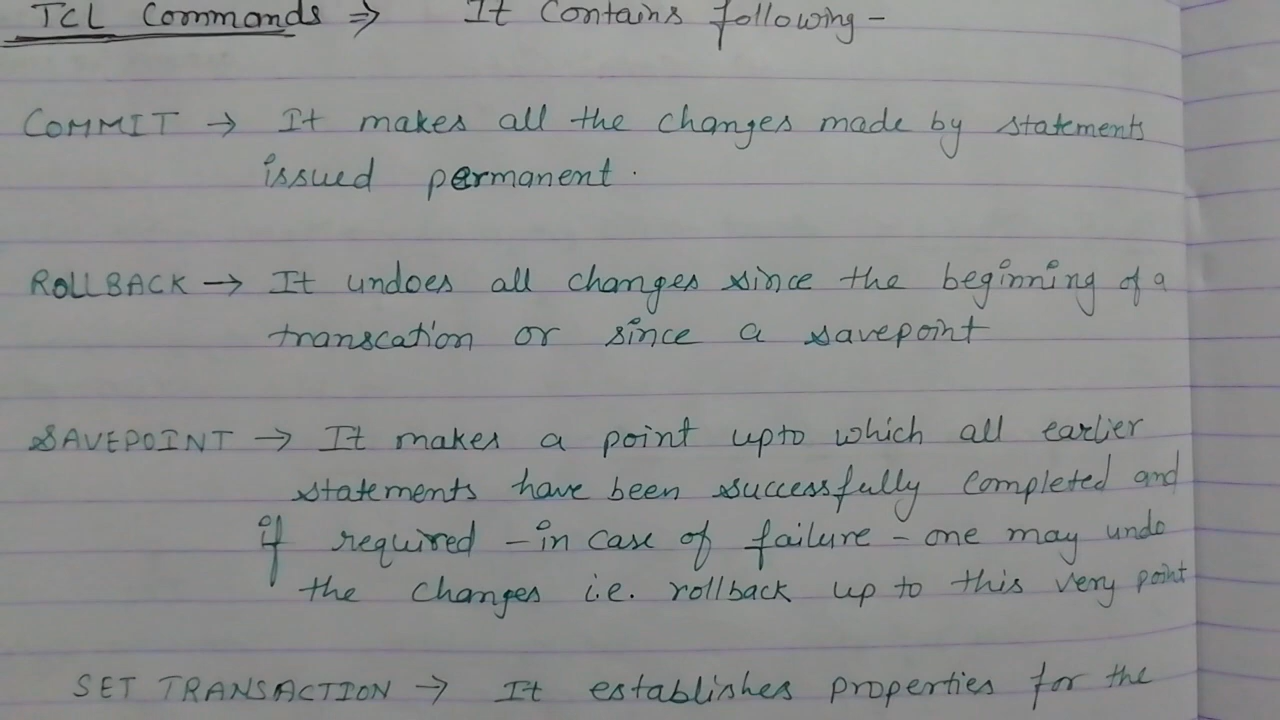 TCL Commands ⇒ It Contains following -
COMMIT → It makes all the changes made by statements
issued permanent.
ROLLBACK → It undoes all changes since the beginning of a
transcation or since a savepoint
SAVEPOINT → It makes a point upto which all earlier
statements have been successfully completed and
if required - in case of failure - one may undo
the changes i.e. rollback up to this very point
SET TRANSACTION → It establishes properties for the